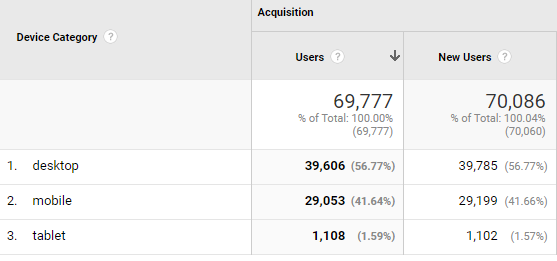 Acquisition
Device Category ?
Users ? New Users ?
69,777 70,086
% of Total: 100.00% % of Total: 100.04%
(69,777) (70,060)
1. desktop 39,606 (56.77%) 39,785 (56.77%)
2. mobile 29,053 (41.64%) 29,199 (41.66%)
3. tablet 1,108 (1.59%) 1,102 (1.57%)